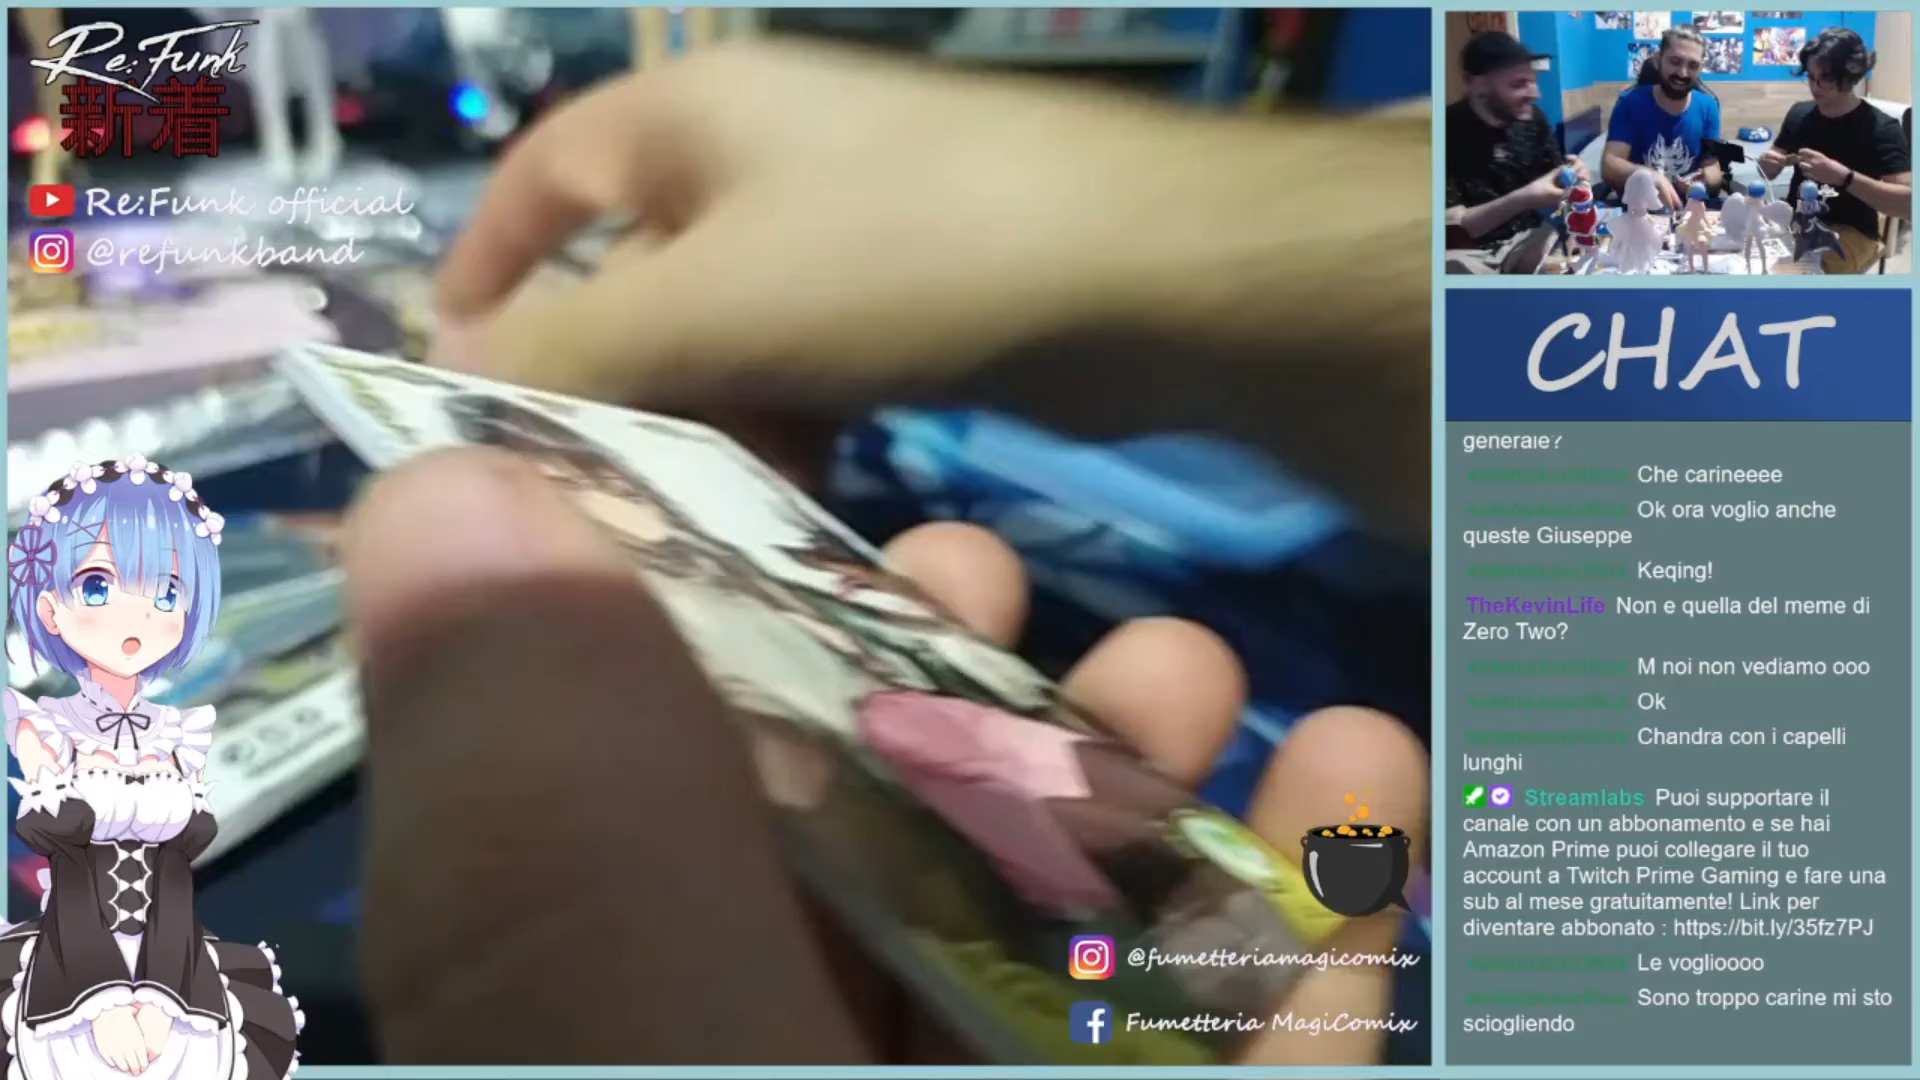 Re:Funk
新着
Re:Funk official
@refunkband
@fumetteriamagicomix
Fumetteria MagiComix
CHAT
generale?
Che carineeee
Ok ora voglio anche
queste Giuseppe
Keqing!
TheKevinLife Non e quella del meme di
Zero Two?
M noi non vediamo ooo
Ok
Chandra con i capelli
lunghi
Streamlabs Puoi supportare il
canale con un abbonamento e se hai
Amazon Prime puoi collegare il tuo
account a Twitch Prime Gaming e fare una
sub al mese gratuitamente! Link per
diventare abbonato : https://bit.ly/35fz7PJ
Le voglioooo
Sono troppo carine mi sto
sciogliendo